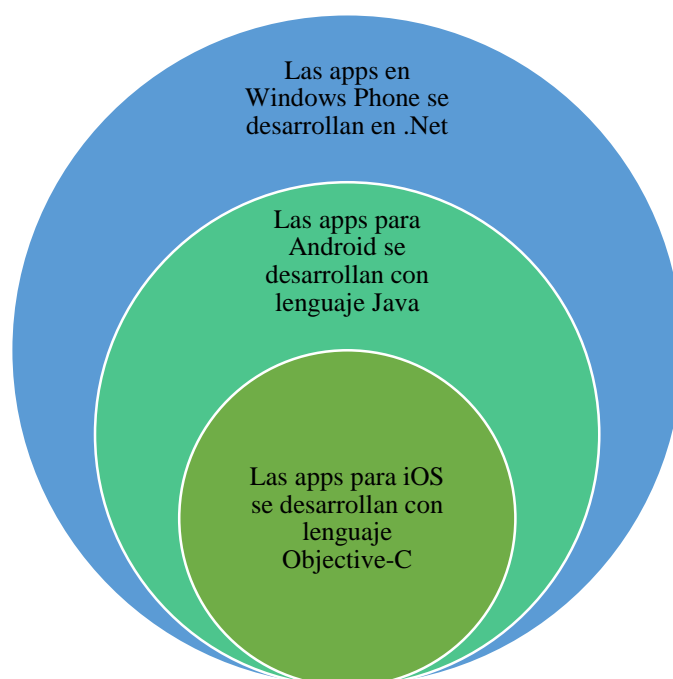 Las apps en
Windows Phone se
desarrollan en .Net
Las apps para
Android se
desarrollan con
lenguaje Java
Las apps para iOS
se desarrollan con
lenguaje
Objective-C